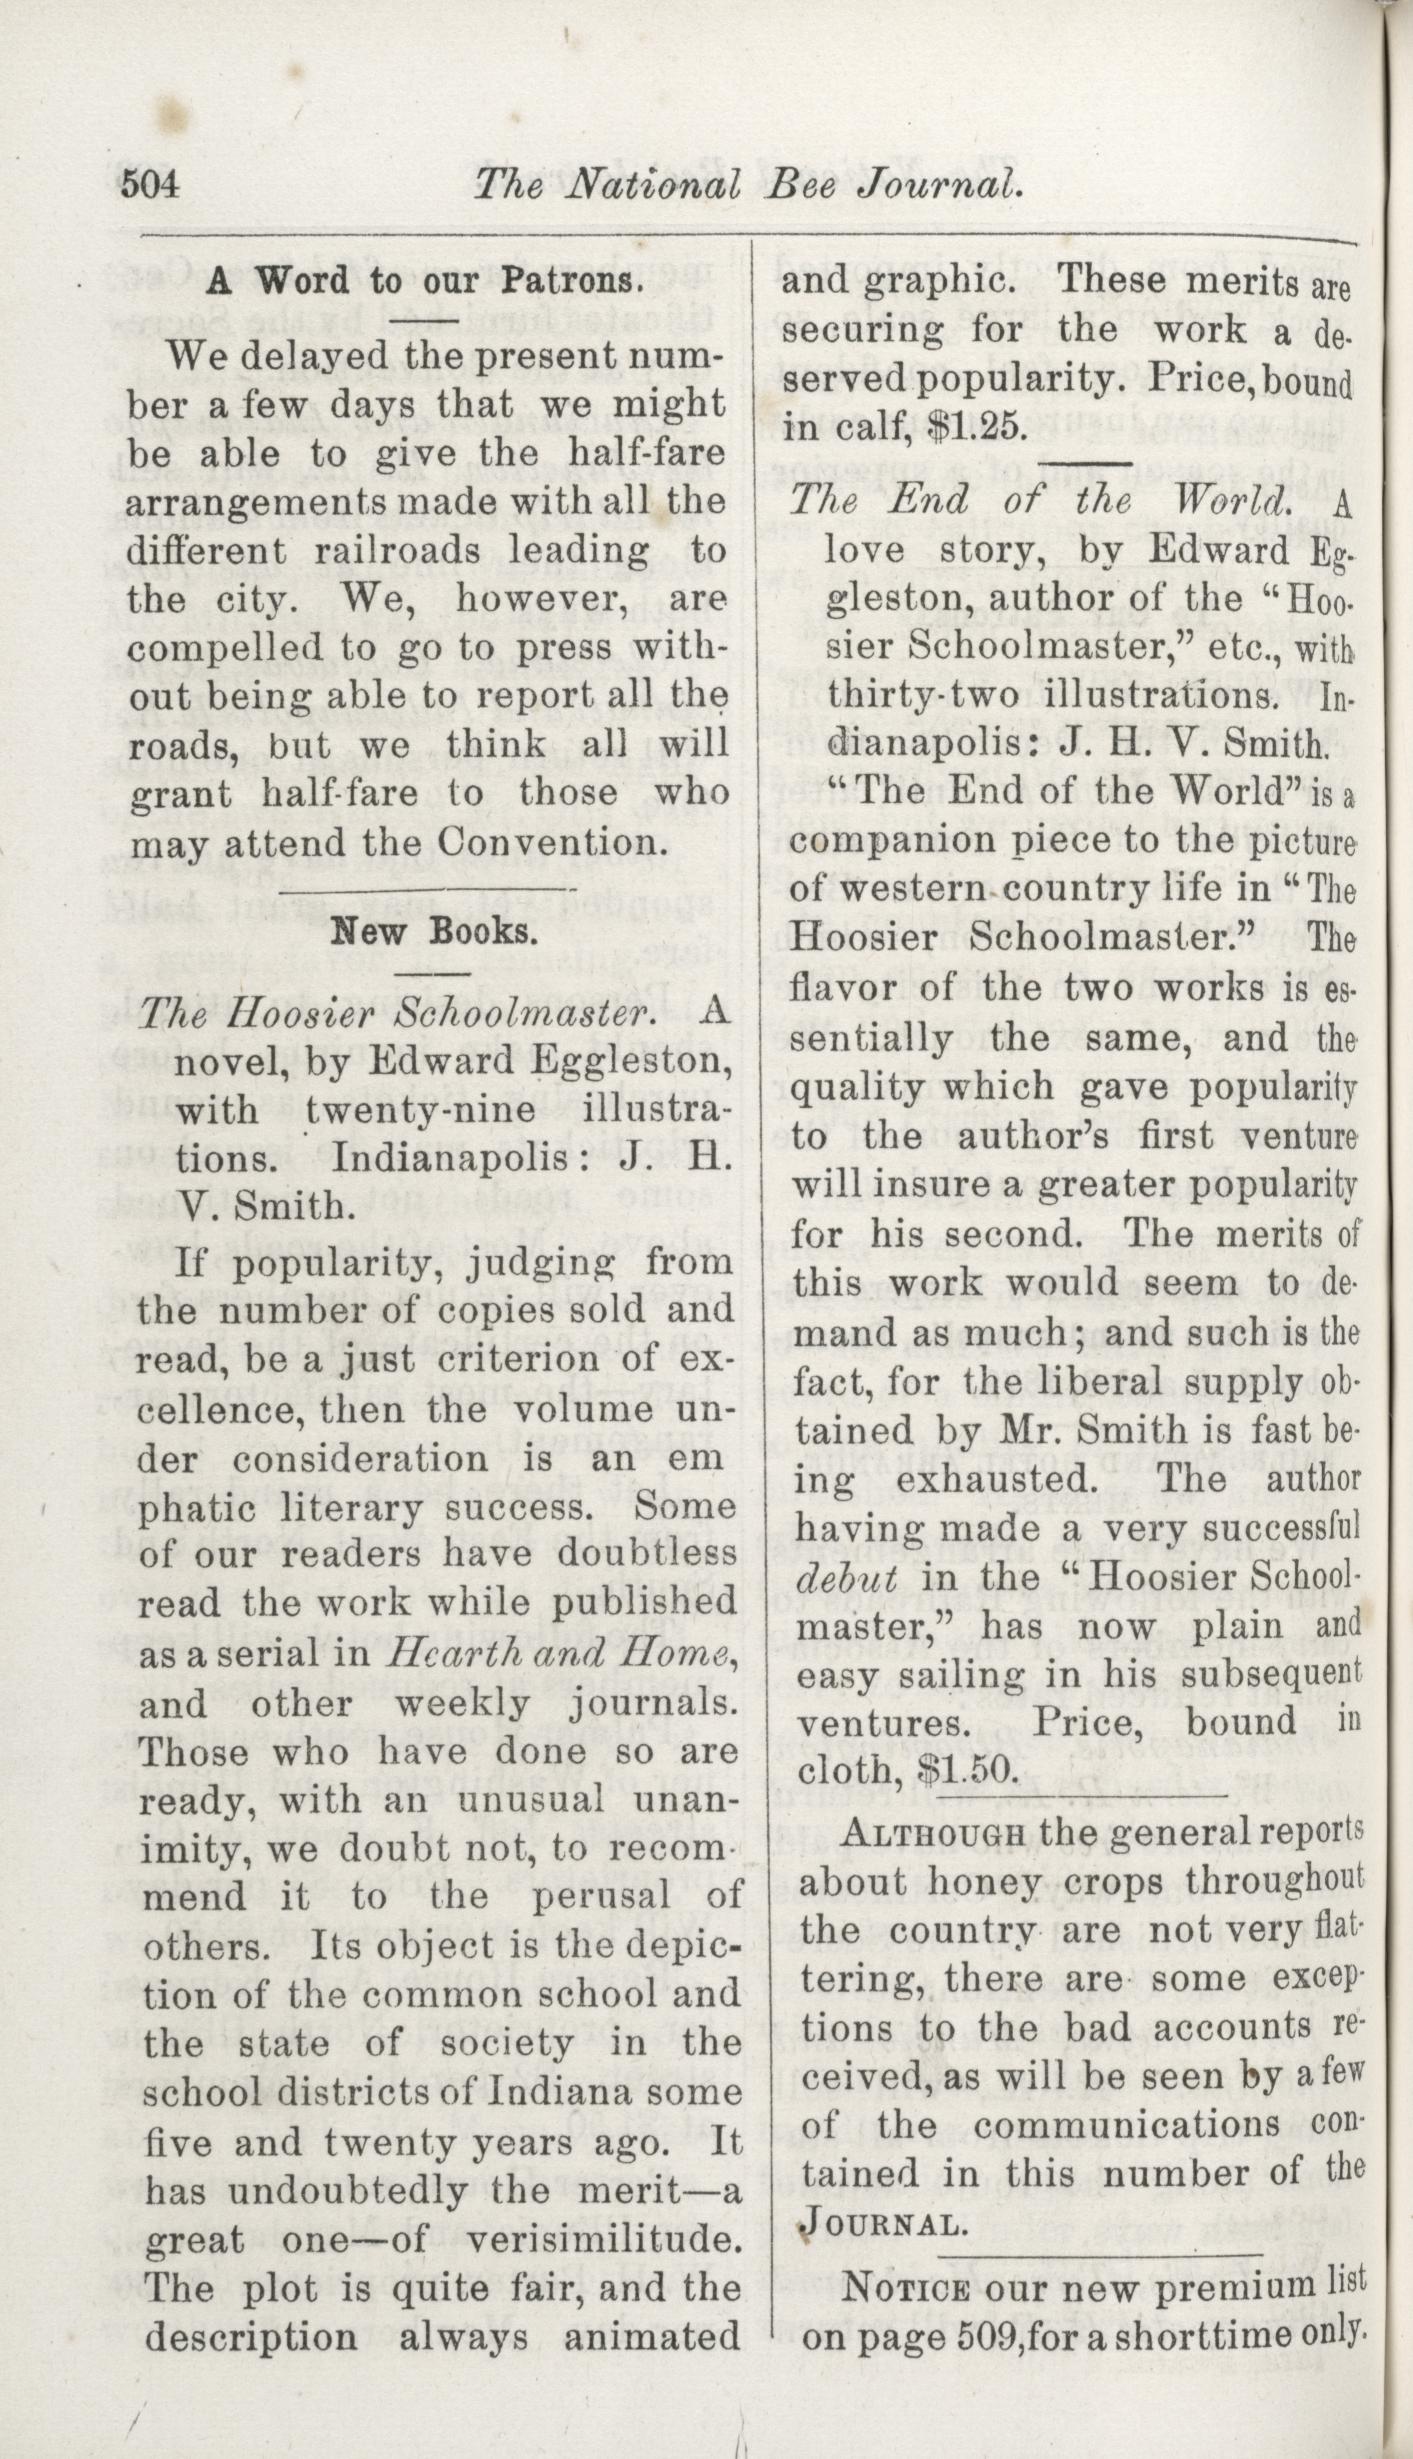 504
The National Bee Journal.
A Word to our Patrons.
We delayed the present num-
ber a few days that we might
be able to give the half-fare
arrangements made with all the
different railroads leading to
the city. We, however, are
compelled to go to press with-
out being able to report all the
roads, but we think all will
grant half-fare to those who
may attend the Convention.
New Books.
The Hoosier Schoolmaster. A
novel, by Edward Eggleston,
with twenty-nine illustra-
tions. Indianapolis: J. H.
V. Smith.
If popularity, judging from
the number of copies sold and
read, be a just criterion of ex-
cellence, then the volume un-
der consideration is an em
phatic literary success. Some
of our readers have doubtless
read the work while published
as a serial in Hearth and Home,
and other weekly journals.
Those who have done so are
ready, with an unusual unan-
imity, we doubt not, to recom-
mend it to the perusal of
others. Its object is the depic-
tion of the common school and
the state of society in the
school districts of Indiana some
five and twenty years ago. It
has undoubtedly the merit—a
great one—of verisimilitude.
The plot is quite fair, and the
description always animated
and graphic. These merits are
securing for the work a de-
served popularity. Price, bound
in calf, $1.25.
The End of the World. A
love story, by Edward Eg-
gleston, author of the "Hoo-
sier Schoolmaster," etc., with
thirty-two illustrations. In-
dianapolis: J. H. V. Smith.
"The End of the World" is a
companion piece to the picture
of western country life in "The
Hoosier Schoolmaster." The
flavor of the two works is es-
sentially the same, and the
quality which gave popularity
to the author's first venture
will insure a greater popularity
for his second. The merits of
this work would seem to de-
mand as much; and such is the
fact, for the liberal supply ob-
tained by Mr. Smith is fast be-
ing exhausted. The author
having made a very successful
debut in the "Hoosier School-
master," has now plain and
easy sailing in his subsequent
ventures. Price, bound in
cloth, $1.50.
ALTHOUGH the general reports
about honey crops throughout
the country are not very flat-
tering, there are some excep-
tions to the bad accounts re-
ceived, as will be seen by a few
of the communications con-
tained in this number of the
JOURNAL.
NOTICE our new premium list
on page 509, for a short time only.